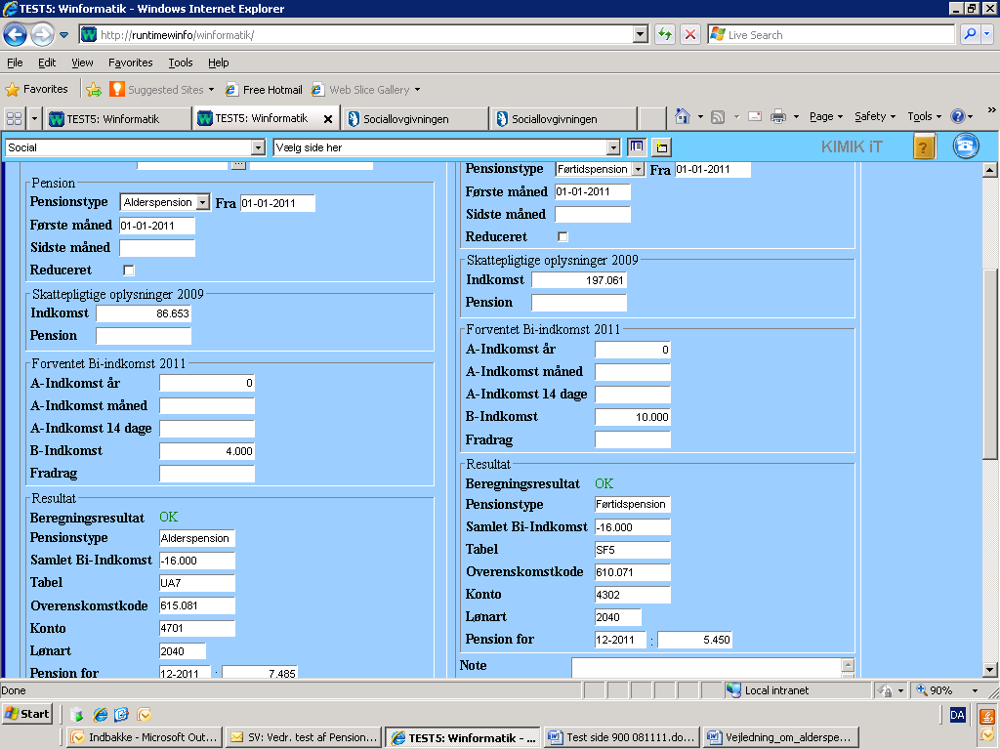 TEST5: Winformatik - Windows Internet Explorer
http://runtimewinfo/winformatik/
Live Search
File Edit View Favorites Tools Help
Favorites Suggested Sites Free Hotmail Web Slice Gallery
TEST5: Winformatik TEST5: Winformatik Sociallovgivningen Sociallovgivningen Page Safety Tools »
Social Vælg side her KIMIK iT ?
Pension
Pensionstype Alderspension Fra 01-01-2011
Første måned 01-01-2011
Sidste måned
Reduceret
Skattepligtige oplysninger 2009
Indkomst 86.653
Pension
Forventet Bi-indkomst 2011
A-Indkomst år 0
A-Indkomst måned
A-Indkomst 14 dage
B-Indkomst 4.000
Fradrag
Resultat
Beregningsresultat OK
Pensionstype Alderspension
Samlet Bi-Indkomst -16.000
Tabel UA7
Overenskomstkode 615.081
Konto 4701
Lønart 2040
Pension for 12-2011 : 7.485
Pensionstype Førtidspension Fra 01-01-2011
Første måned 01-01-2011
Sidste måned
Reduceret
Skattepligtige oplysninger 2009
Indkomst 197.061
Pension
Forventet Bi-indkomst 2011
A-Indkomst år 0
A-Indkomst måned
A-Indkomst 14 dage
B-Indkomst 10.000
Fradrag
Resultat
Beregningsresultat OK
Pensionstype Førtidspension
Samlet Bi-Indkomst -16.000
Tabel SF5
Overenskomstkode 610.071
Konto 4302
Lønart 2040
Pension for 12-2011 : 5.450
Note
Done Local intranet 90%
Start DA
Indbakke - Microsoft Out... SV: Vedr. test af Pension... TEST5: Winformatik - ... Test side 900 081111.do... Vejledning_om_alderspe...